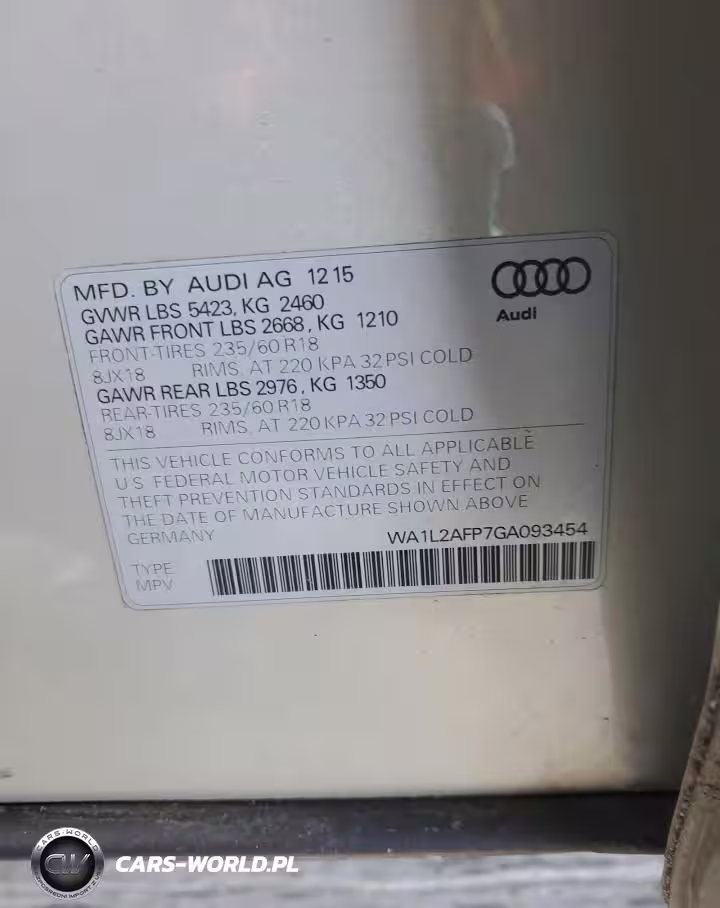 MFD. BY AUDI AG 12 15
GVWR LBS 5423, KG 2460
GAWR FRONT LBS 2668, KG 1210
FRONT-TIRES 235/60 R18
8JX18 RIMS, AT 220 KPA 32 PSI COLD
GAWR REAR LBS 2976, KG 1350
REAR-TIRES 235/60 R18
8JX18 RIMS, AT 220 KPA 32 PSI COLD
Audi
THIS VEHICLE CONFORMS TO ALL APPLICABLE
U.S. FEDERAL MOTOR VEHICLE SAFETY AND
THEFT PREVENTION STANDARDS IN EFFECT ON
THE DATE OF MANUFACTURE SHOWN ABOVE
GERMANY WA1L2AFP7GA093454
TYPE
MPV
CARS-WORLD
CW
CARS-WORLD.PL